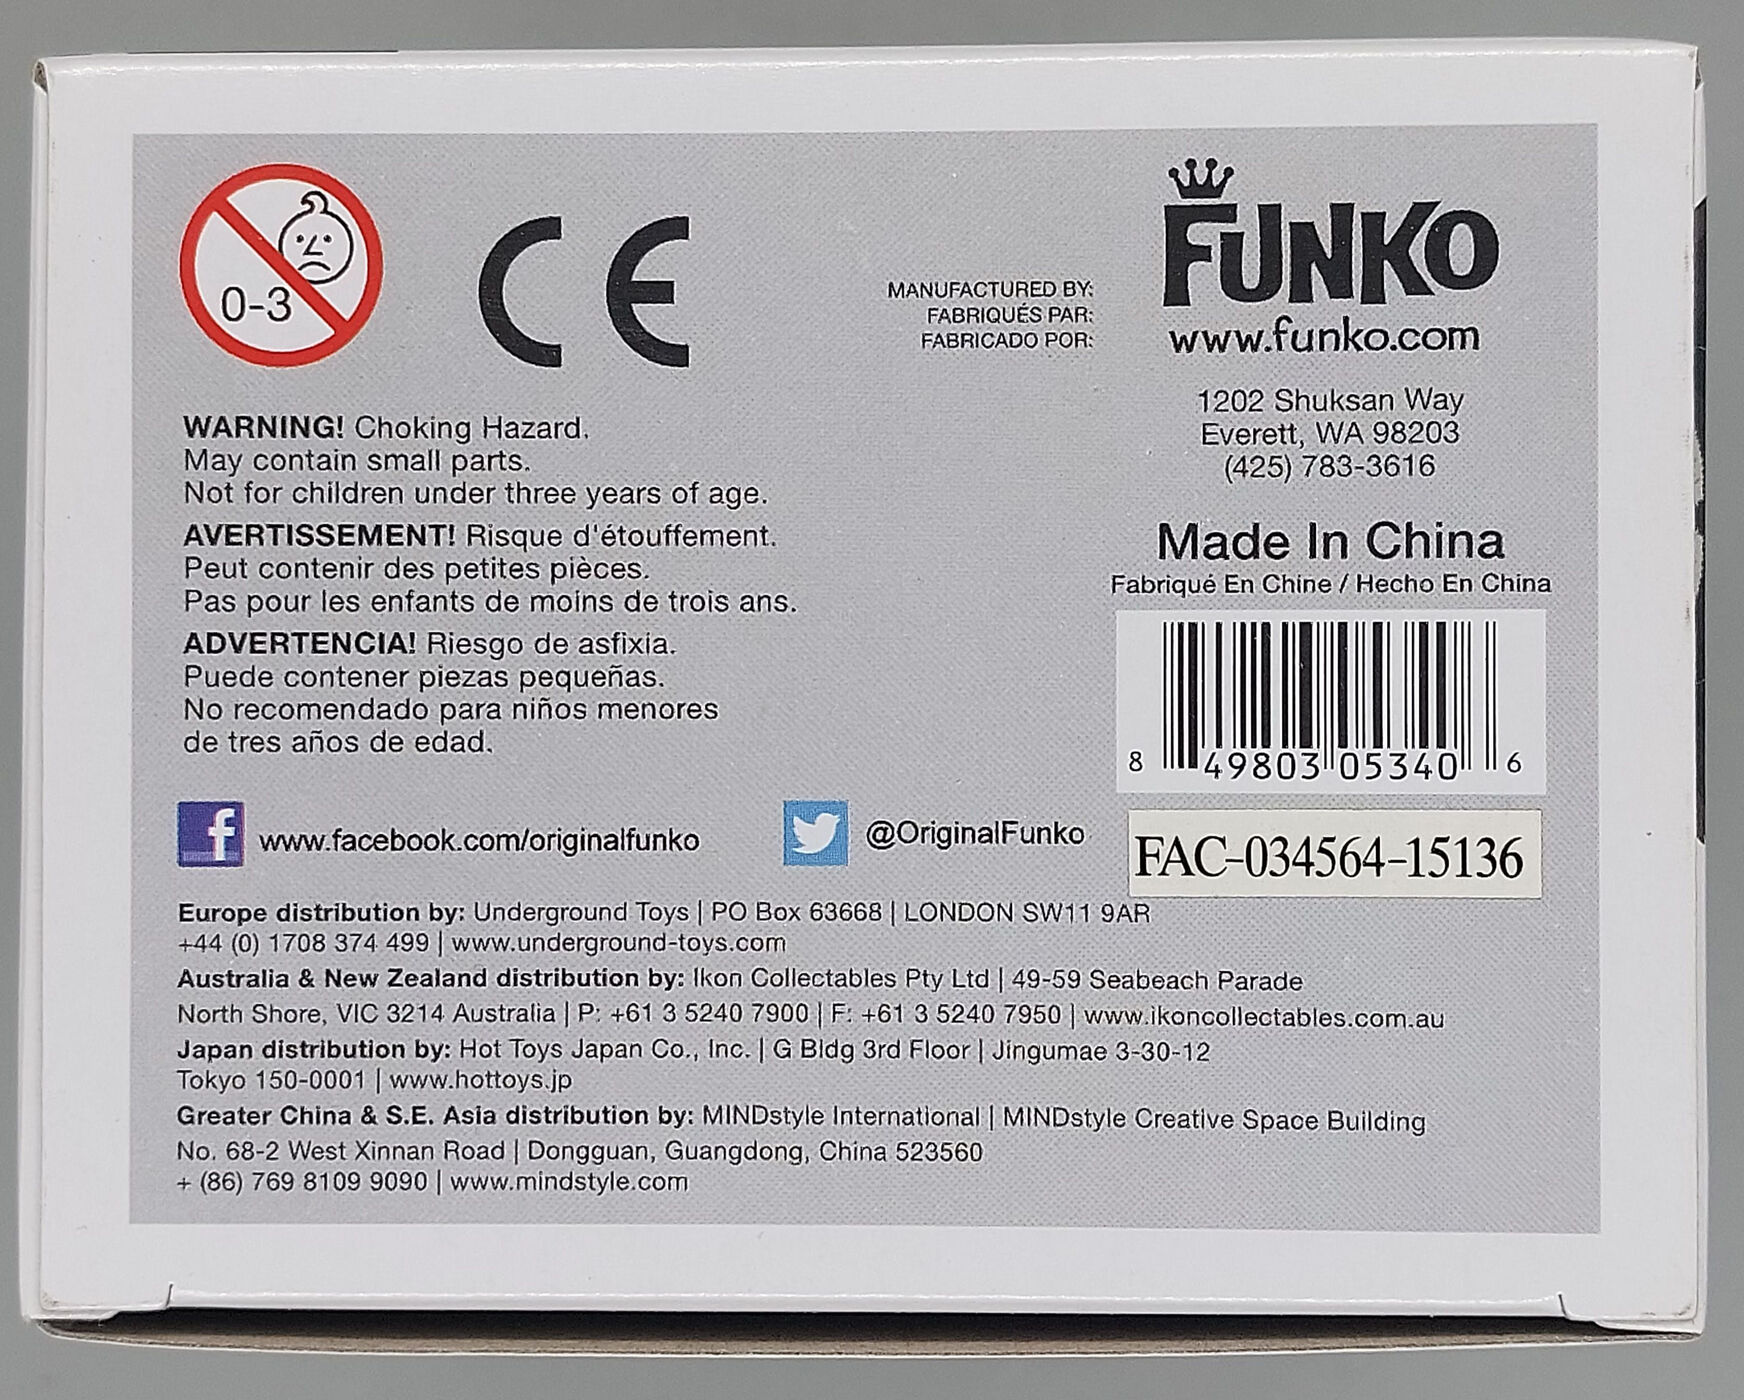 0-3
CE
MANUFACTURED BY:
FABRIQUÉS PAR:
FABRICADO POR:
FUNKO
www.funko.com
1202 Shuksan Way
Everett, WA 98203
(425) 783-3616
WARNING! Choking Hazard.
May contain small parts.
Not for children under three years of age.
AVERTISSEMENT! Risque d'étouffement.
Peut contenir des petites pièces.
Pas pour les enfants de moins de trois ans.
ADVERTENCIA! Riesgo de asfixia.
Puede contener piezas pequeñas.
No recomendado para niños menores
de tres años de edad.
Made In China
Fabriqué En Chine / Hecho En China
8 49803 05340 6
f www.facebook.com/originalfunko
@OriginalFunko
FAC-034564-15136
Europe distribution by: Underground Toys | PO Box 63668 | LONDON SW11 9AR
+44 (0) 1708 374 499 | www.underground-toys.com
Australia & New Zealand distribution by: Ikon Collectables Pty Ltd | 49-59 Seabeach Parade
North Shore, VIC 3214 Australia | P: +61 3 5240 7900 | F: +61 3 5240 7950 | www.ikoncollectables.com.au
Japan distribution by: Hot Toys Japan Co., Inc. | G Bldg 3rd Floor | Jingumae 3-30-12
Tokyo 150-0001 | www.hottoys.jp
Greater China & S.E. Asia distribution by: MINDstyle International | MINDstyle Creative Space Building
No. 68-2 West Xinnan Road | Dongguan, Guangdong, China 523560
+ (86) 769 8109 9090 | www.mindstyle.com